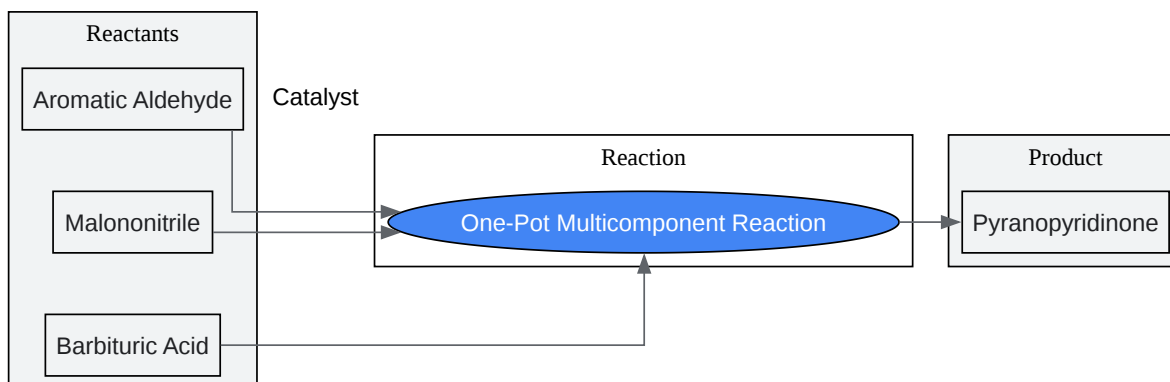 Reactants
Aromatic Aldehyde
Catalyst
Reaction
Product
Malononitrile
One-Pot Multicomponent Reaction
Pyranopyridinone
Barbituric Acid